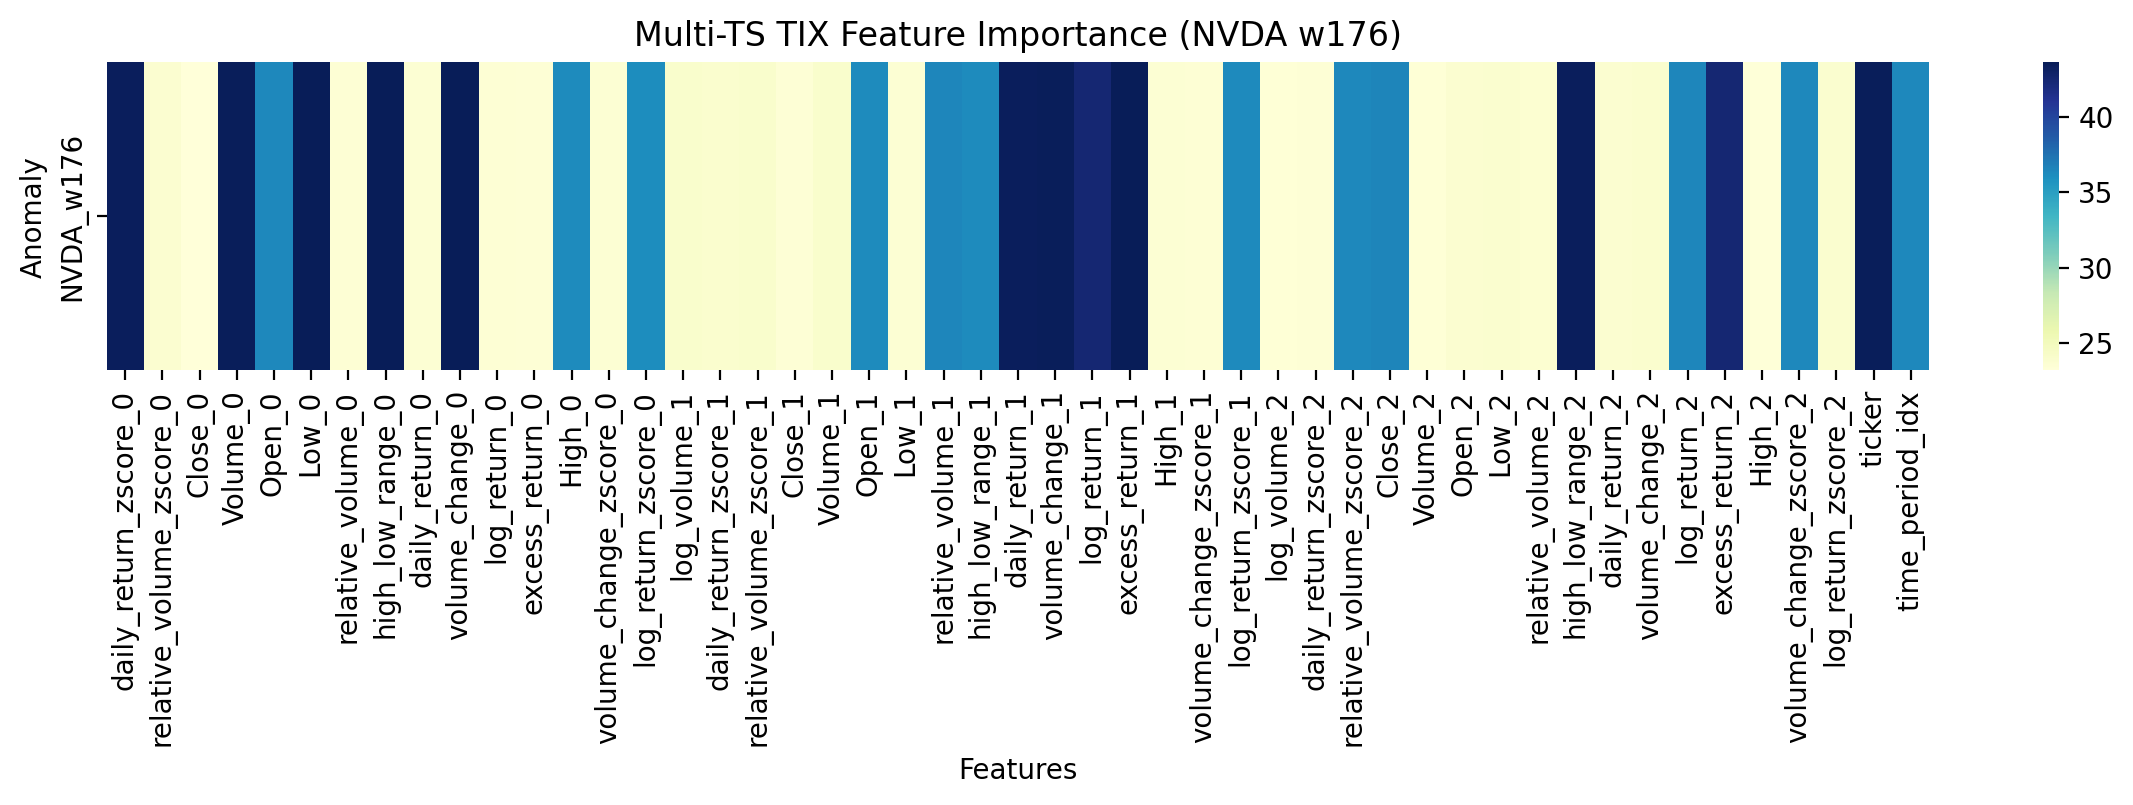 Multi-TS TIX Feature Importance (NVDA w176)
Anomaly
NVDA_w176
40
35
30
25
daily_return_zscore_0
relative_volume_zscore_0
Close_0
Volume_0
Open_0
Low_0
relative_volume_0
high_low_range_0
daily_return_0
volume_change_0
log_return_0
excess_return_0
High_0
volume_change_zscore_0
log_return_zscore_0
log_volume_1
daily_return_zscore_1
relative_volume_zscore_1
Close_1
Volume_1
Open_1
Low_1
relative_volume_1
high_low_range_1
daily_return_1
volume_change_1
log_return_1
excess_return_1
High_1
volume_change_zscore_1
log_return_zscore_1
log_volume_2
daily_return_zscore_2
relative_volume_zscore_2
Close_2
Volume_2
Open_2
Low_2
relative_volume_2
high_low_range_2
daily_return_2
volume_change_2
log_return_2
excess_return_2
High_2
volume_change_zscore_2
log_return_zscore_2
ticker
time_period_idx
Features